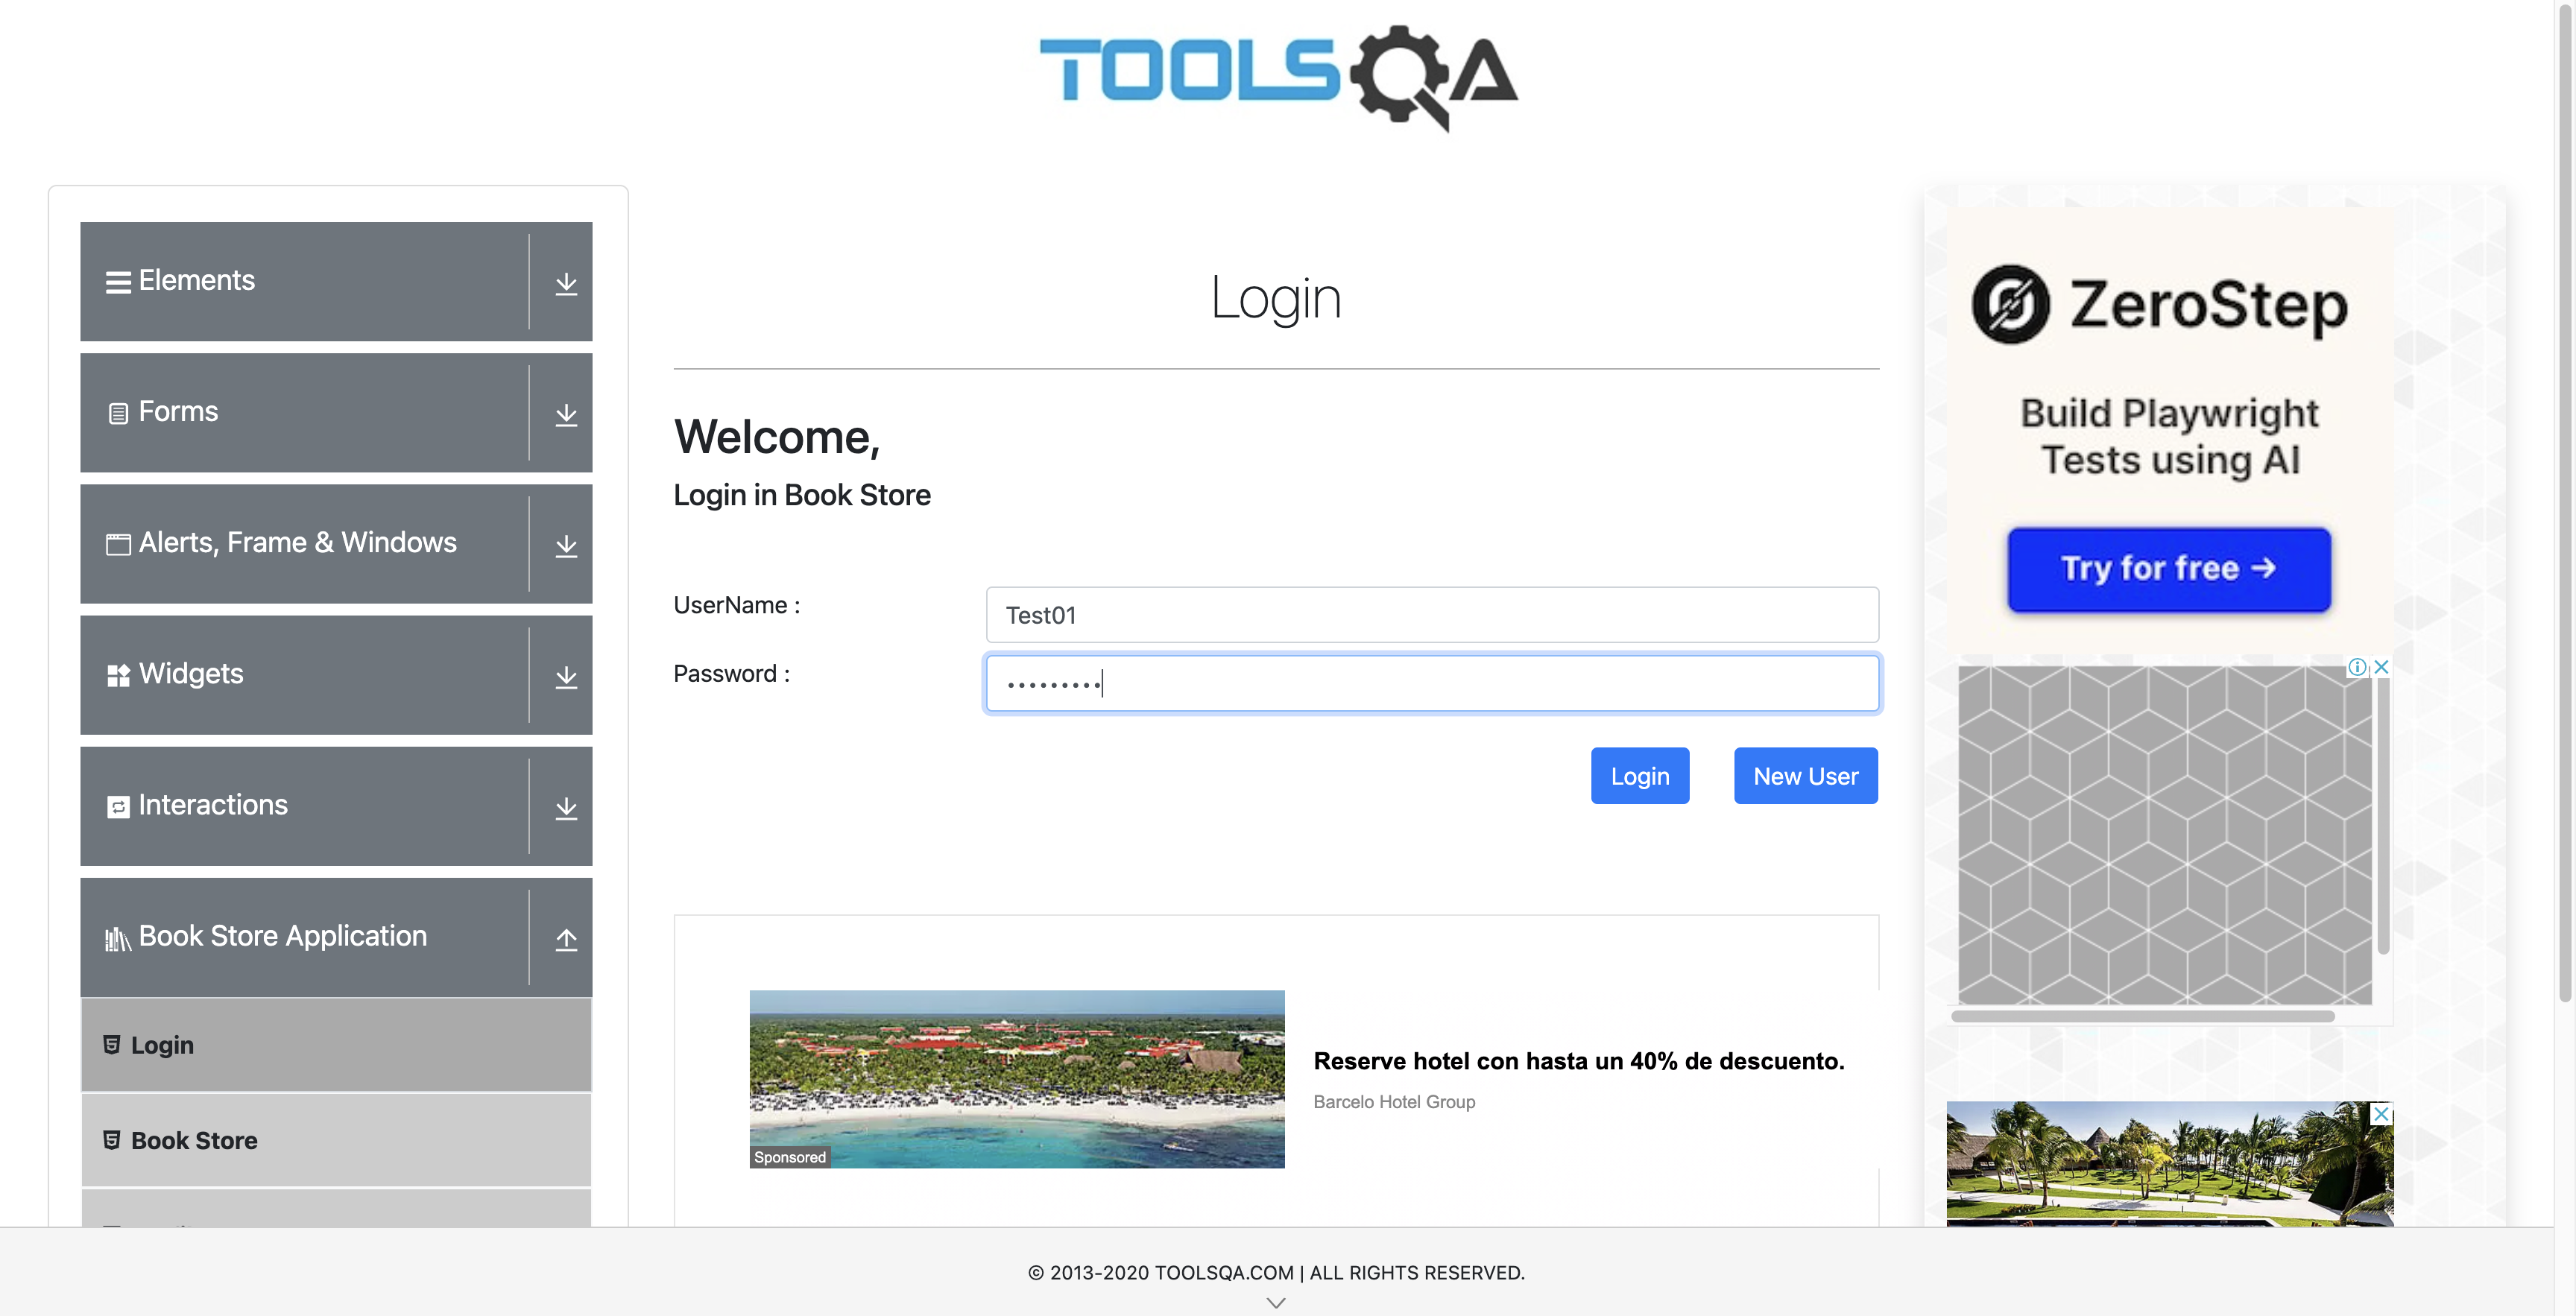 TOOLSQA
Elements
Forms
Alerts, Frame & Windows
Widgets
Interactions
Book Store Application
Login
Book Store
Login
Welcome,
Login in Book Store
UserName :
Test01
Password :
•••••••••
Login
New User
Sponsored
Reserve hotel con hasta un 40% de descuento.
Barcelo Hotel Group
ZeroStep
Build Playwright
Tests using AI
Try for free →
© 2013-2020 TOOLSQA.COM | ALL RIGHTS RESERVED.